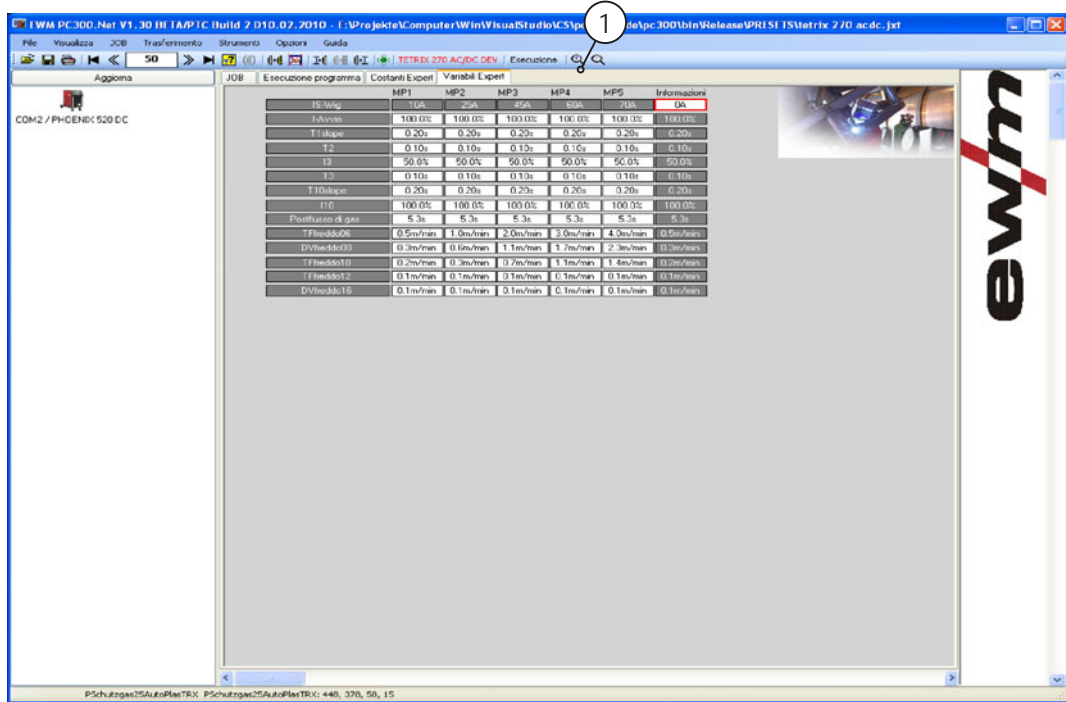 1
EWM PC300.Net V1.30 BETA/PTC Build 2 D10.02.2010 - F:\Projekte\Computer\Win\VisualStudio\CS\pc300\bin\Release\PRESETS\tetrix 270 acdc.jxt
File Visualizza JOB Trasferimento Strumenti Opzioni Guida
50 TETRIX 270 AC/DC DEV Esecuzione
Aggiorna JOB Esecuzione programma Costanti Expert Variabili Expert
COM2 / PHOENIX 520 DC
MP1 MP2 MP3 MP4 MP5 Informazioni
IS-Wig 10A 25A 45A 60A 70A 0A
I-Avvio 100.0% 100.0% 100.0% 100.0% 100.0% 100.0%
T1slope 0.20s 0.20s 0.20s 0.20s 0.20s 0.20s
T2 0.10s 0.10s 0.10s 0.10s 0.10s 0.10s
I3 50.0% 50.0% 50.0% 50.0% 50.0% 50.0%
T3 0.10s 0.10s 0.10s 0.10s 0.10s 0.10s
T10slope 0.20s 0.20s 0.20s 0.20s 0.20s 0.20s
I10 100.0% 100.0% 100.0% 100.0% 100.0% 100.0%
Postflusso di gas 5.3s 5.3s 5.3s 5.3s 5.3s 5.3s
TFfreddo06 0.5m/min 1.0m/min 2.0m/min 3.0m/min 4.0m/min 0.5m/min
DVfreddo08 0.3m/min 0.6m/min 1.1m/min 1.7m/min 2.3m/min 0.3m/min
TFfreddo10 0.2m/min 0.3m/min 0.7m/min 1.1m/min 1.4m/min 0.2m/min
TFfreddo12 0.1m/min 0.1m/min 0.1m/min 0.1m/min 0.1m/min 0.1m/min
DVfreddo16 0.1m/min 0.1m/min 0.1m/min 0.1m/min 0.1m/min 0.1m/min
ewm
PSchutzgas25AutoPlasTRX PSchutzgas25AutoPlasTRX: 448, 378, 58, 15